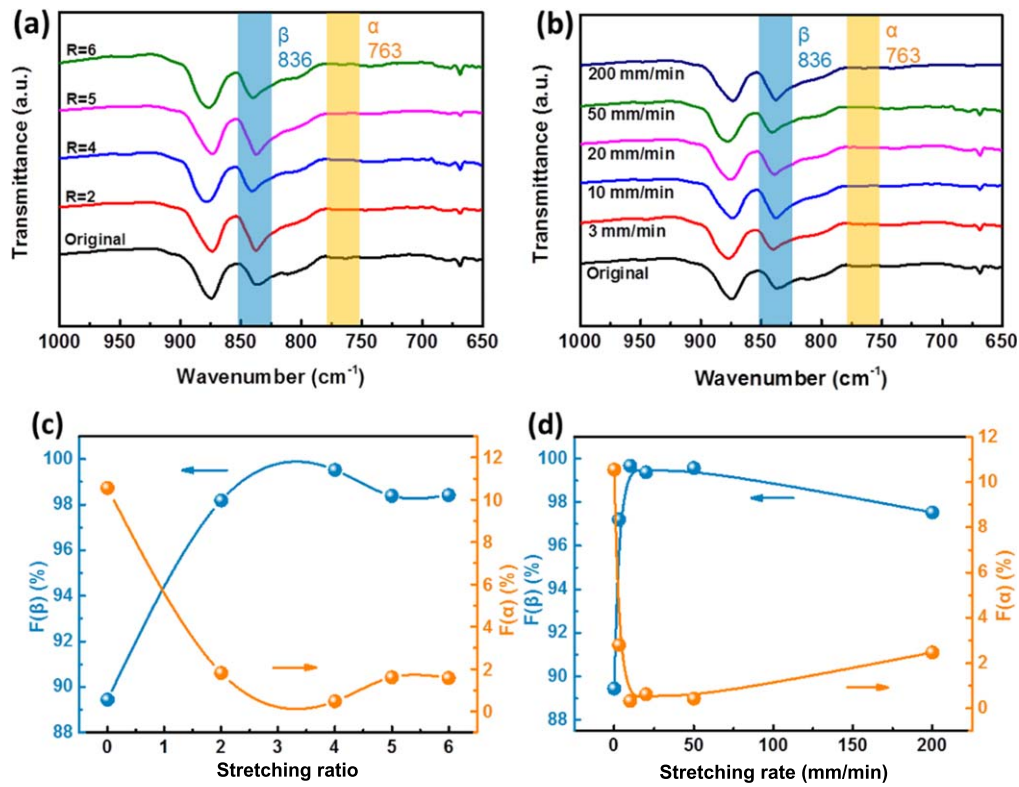 (a)
β
836
α
763
R=6
R=5
R=4
R=2
Original
Transmittance (a.u.)
1000 950 900 850 800 750 700 650
Wavenumber (cm⁻¹)
(b)
β
836
α
763
200 mm/min
50 mm/min
20 mm/min
10 mm/min
3 mm/min
Original
Transmittance (a.u.)
1000 950 900 850 800 750 700 650
Wavenumber (cm⁻¹)
(c)
100
98
96
94
92
90
88
F(β) (%)
12
10
8
6
4
2
0
F(α) (%)
0 1 2 3 4 5 6
Stretching ratio
(d)
100
98
96
94
91
90
88
F(β) (%)
12
10
8
6
4
2
0
F(α) (%)
0 50 100 150 200
Stretching rate (mm/min)